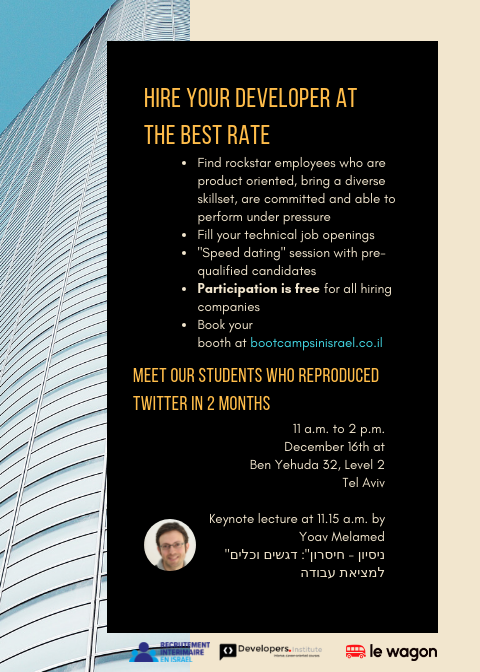 HIRE YOUR DEVELOPER AT
THE BEST RATE
• Find rockstar employees who are
product oriented, bring a diverse
skillset, are committed and able to
perform under pressure
• Fill your technical job openings
• "Speed dating" session with pre-
qualified candidates
• Participation is free for all hiring
companies
• Book your
booth at bootcampsinisrael.co.il
MEET OUR STUDENTS WHO REPRODUCED
TWITTER IN 2 MONTHS
11 a.m. to 2 p.m.
December 16th at
Ben Yehuda 32, Level 2
Tel Aviv
Keynote lecture at 11.15 a.m. by
Yoav Melamed
ניסיון - חיסרון": דגשים וכלים"
למציאת עבודה
RECRUTEMENT
INTERIMAIRE
EN ISRAEL
Developers.Institute
le wagon